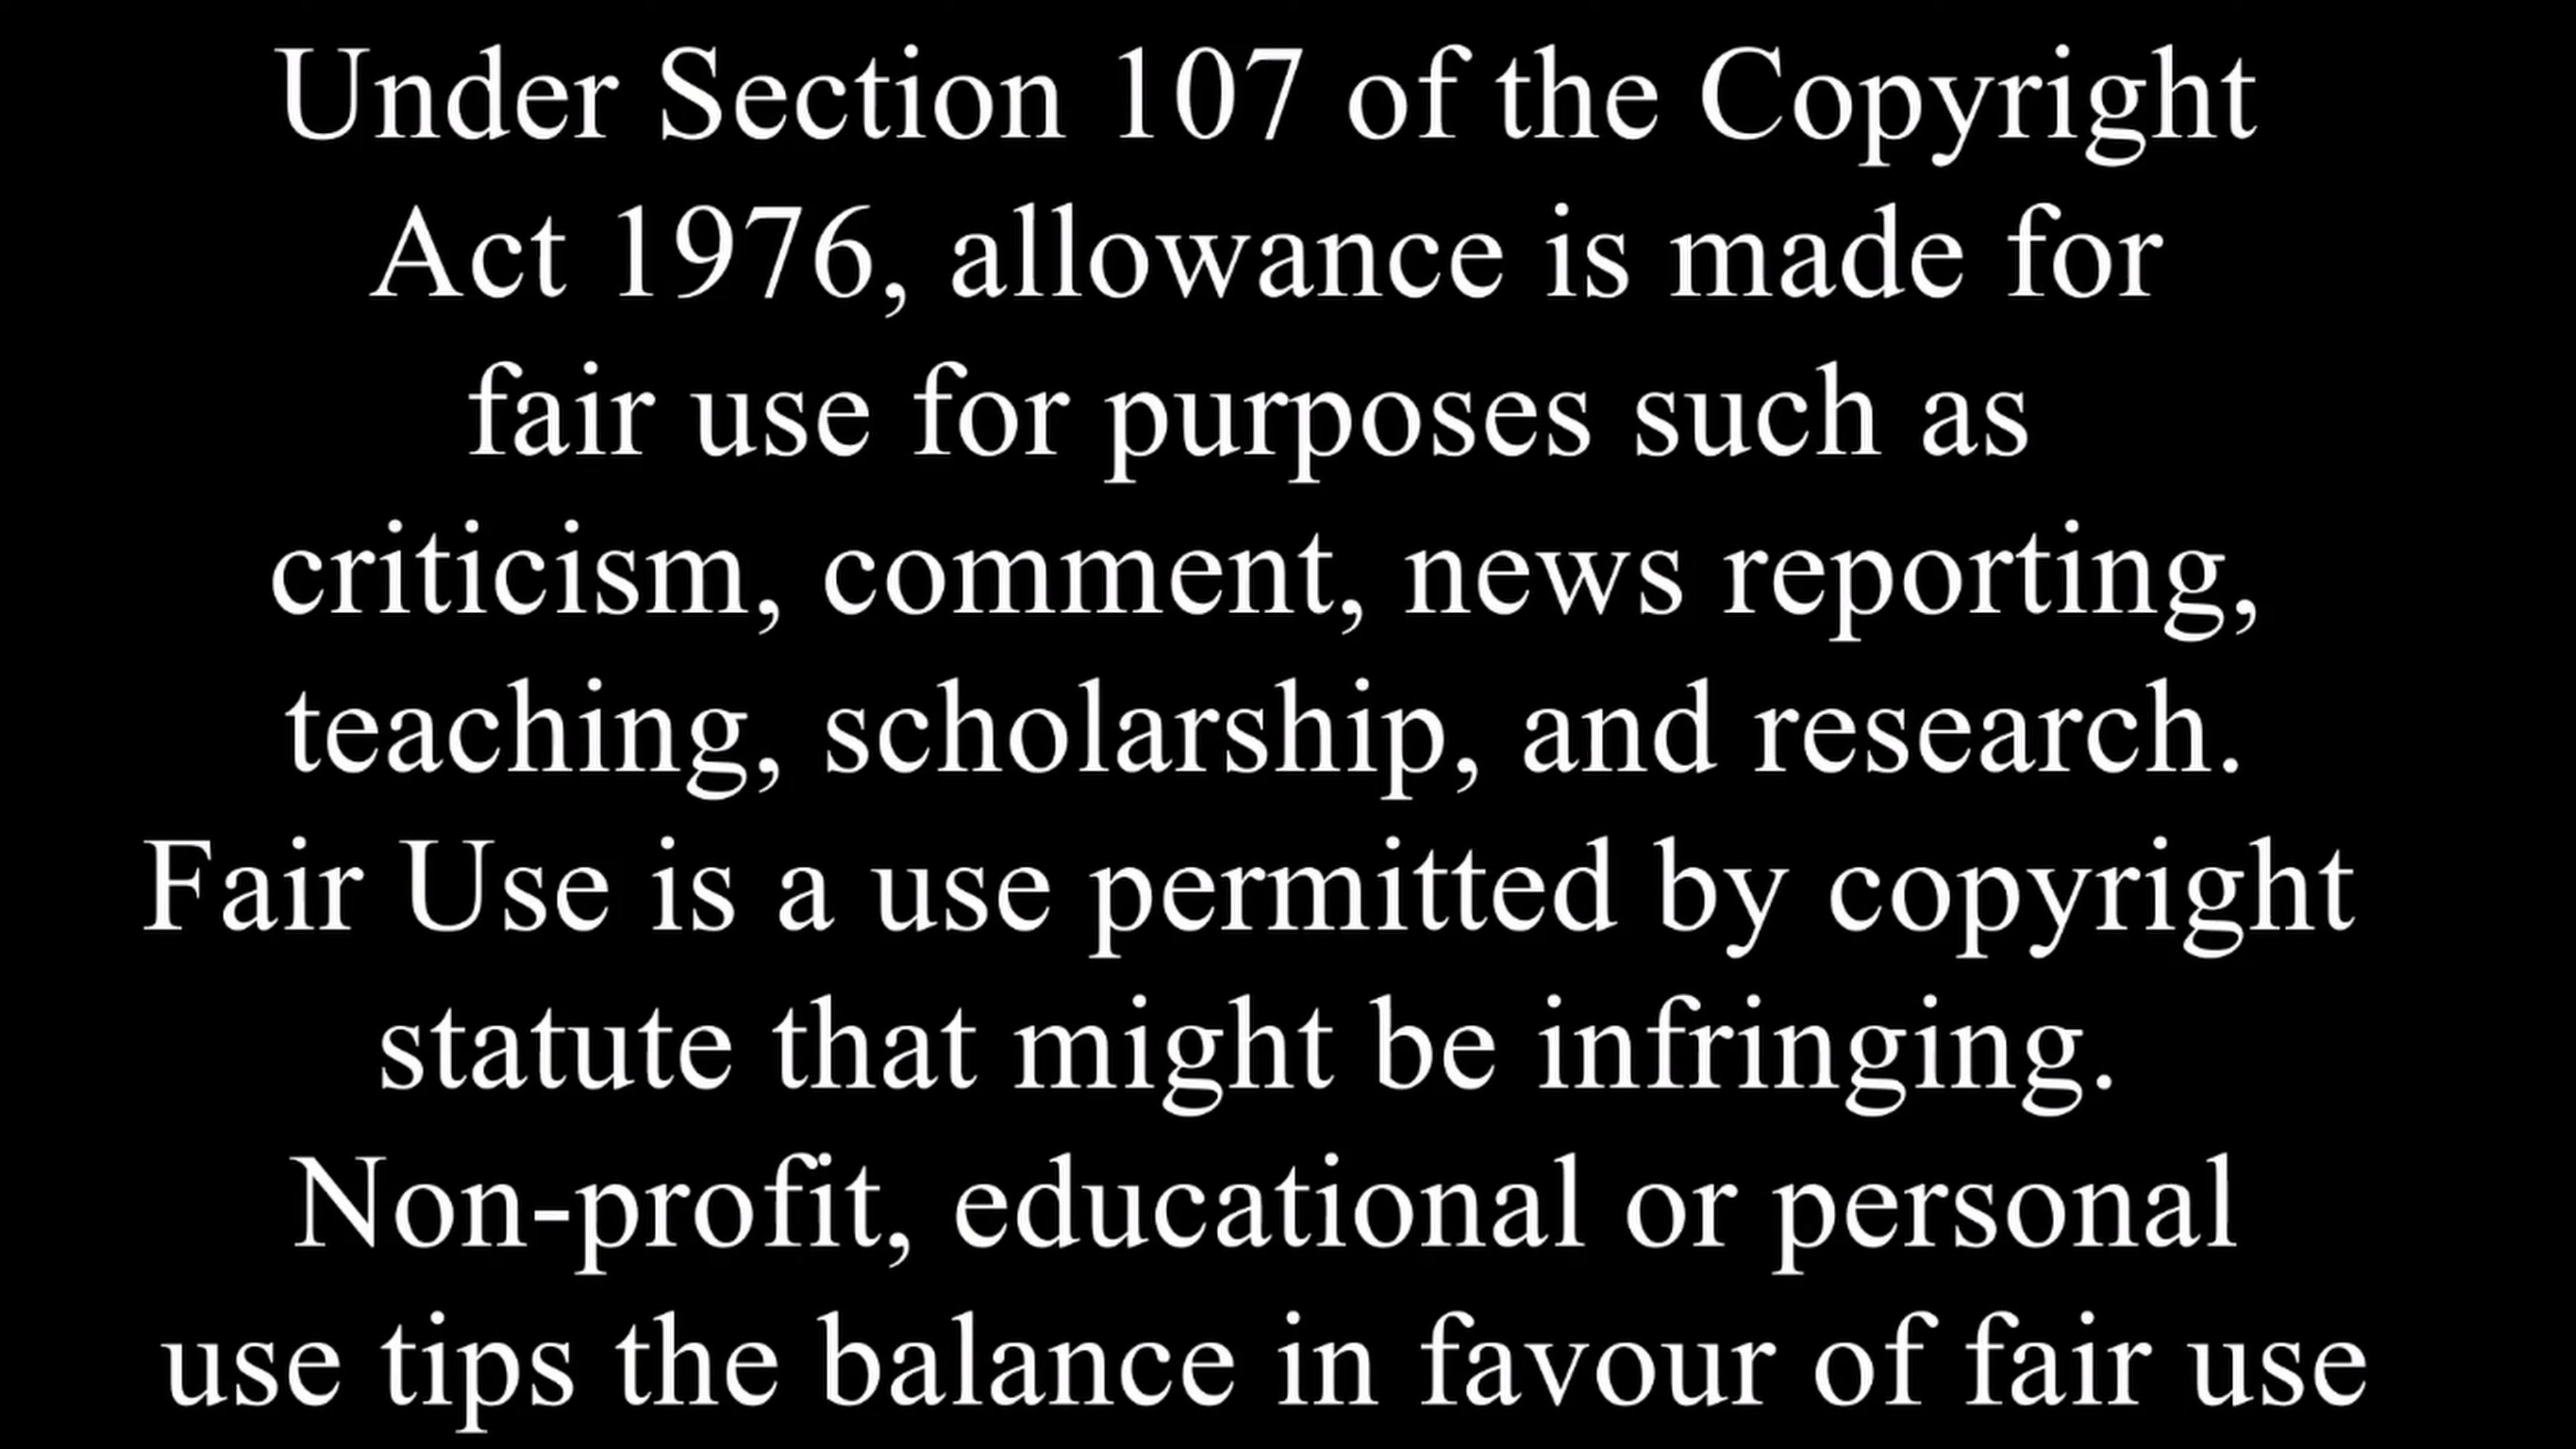 Under Section 107 of the Copyright
Act 1976, allowance is made for
fair use for purposes such as
criticism, comment, news reporting,
teaching, scholarship, and research.
Fair Use is a use permitted by copyright
statute that might be infringing.
Non-profit, educational or personal
use tips the balance in favour of fair use